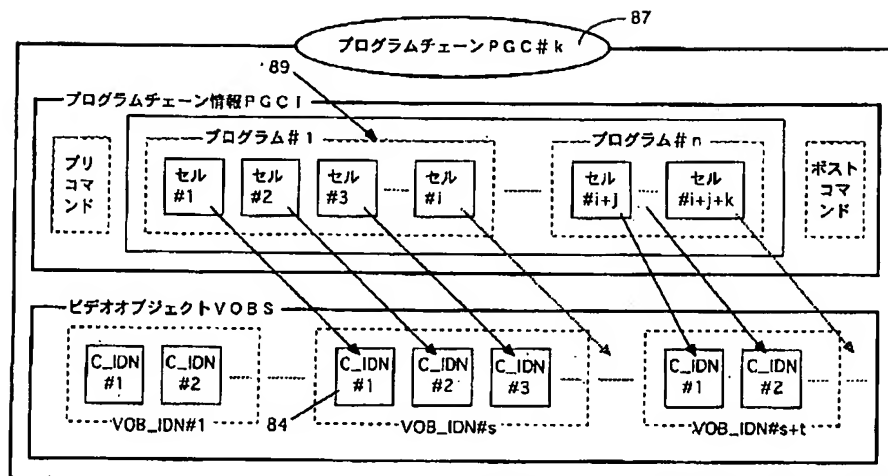 87
プログラムチェーンPGC#k
89
プログラムチェーン情報PGCI
プリ
コマ
ンド
プログラム#1
セル
#1
セル
#2
セル
#3
セル
#i
プログラム#n
セル
#i+j
セル
#i+j+k
ポスト
コマ
ンド
ビデオオブジェクトVOBS
C_IDN
#1
C_IDN
#2
VOB_IDN#1
84
C_IDN
#1
C_IDN
#2
C_IDN
#3
VOB_IDN#s
C_IDN
#1
C_IDN
#2
VOB_IDN#s+t